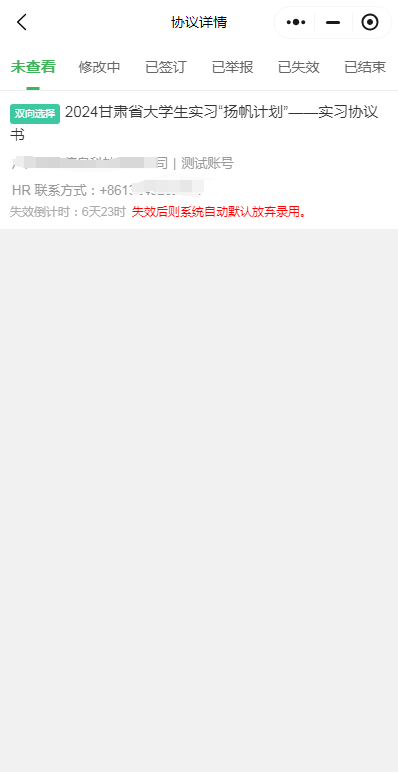 协议详情
未查看 修改中 已签订 已举报 已失效 已结束
双向选择 2024甘肃省大学生实习“扬帆计划”——实习协议
书
司 | 测试账号
HR 联系方式：+8613
失效倒计时：6天23时 失效后则系统自动默认放弃录用。